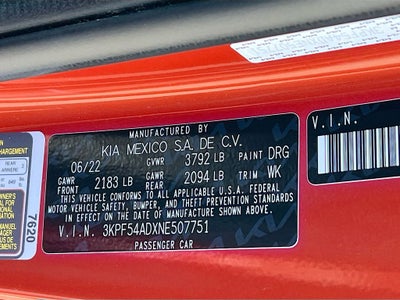 MANUFACTURED BY
KIA MEXICO S.A. DE C.V.
06/22 GVWR 3792 LB PAINT DRG
GAWR FRONT 2183 LB GAWR REAR 2094 LB TRIM WK
THIS VEHICLE CONFORMS TO ALL APPLICABLE U.S.A. FEDERAL
MOTOR VEHICLE SAFETY, BUMPER, AND THEFT PREVENTION STANDARDS
IN EFFECT ON THE DATE OF MANUFACTURE SHOWN ABOVE.
V.I.N. 3KPF54ADXNE507751
PASSENGER CAR
V.I.N.
REAR
7620